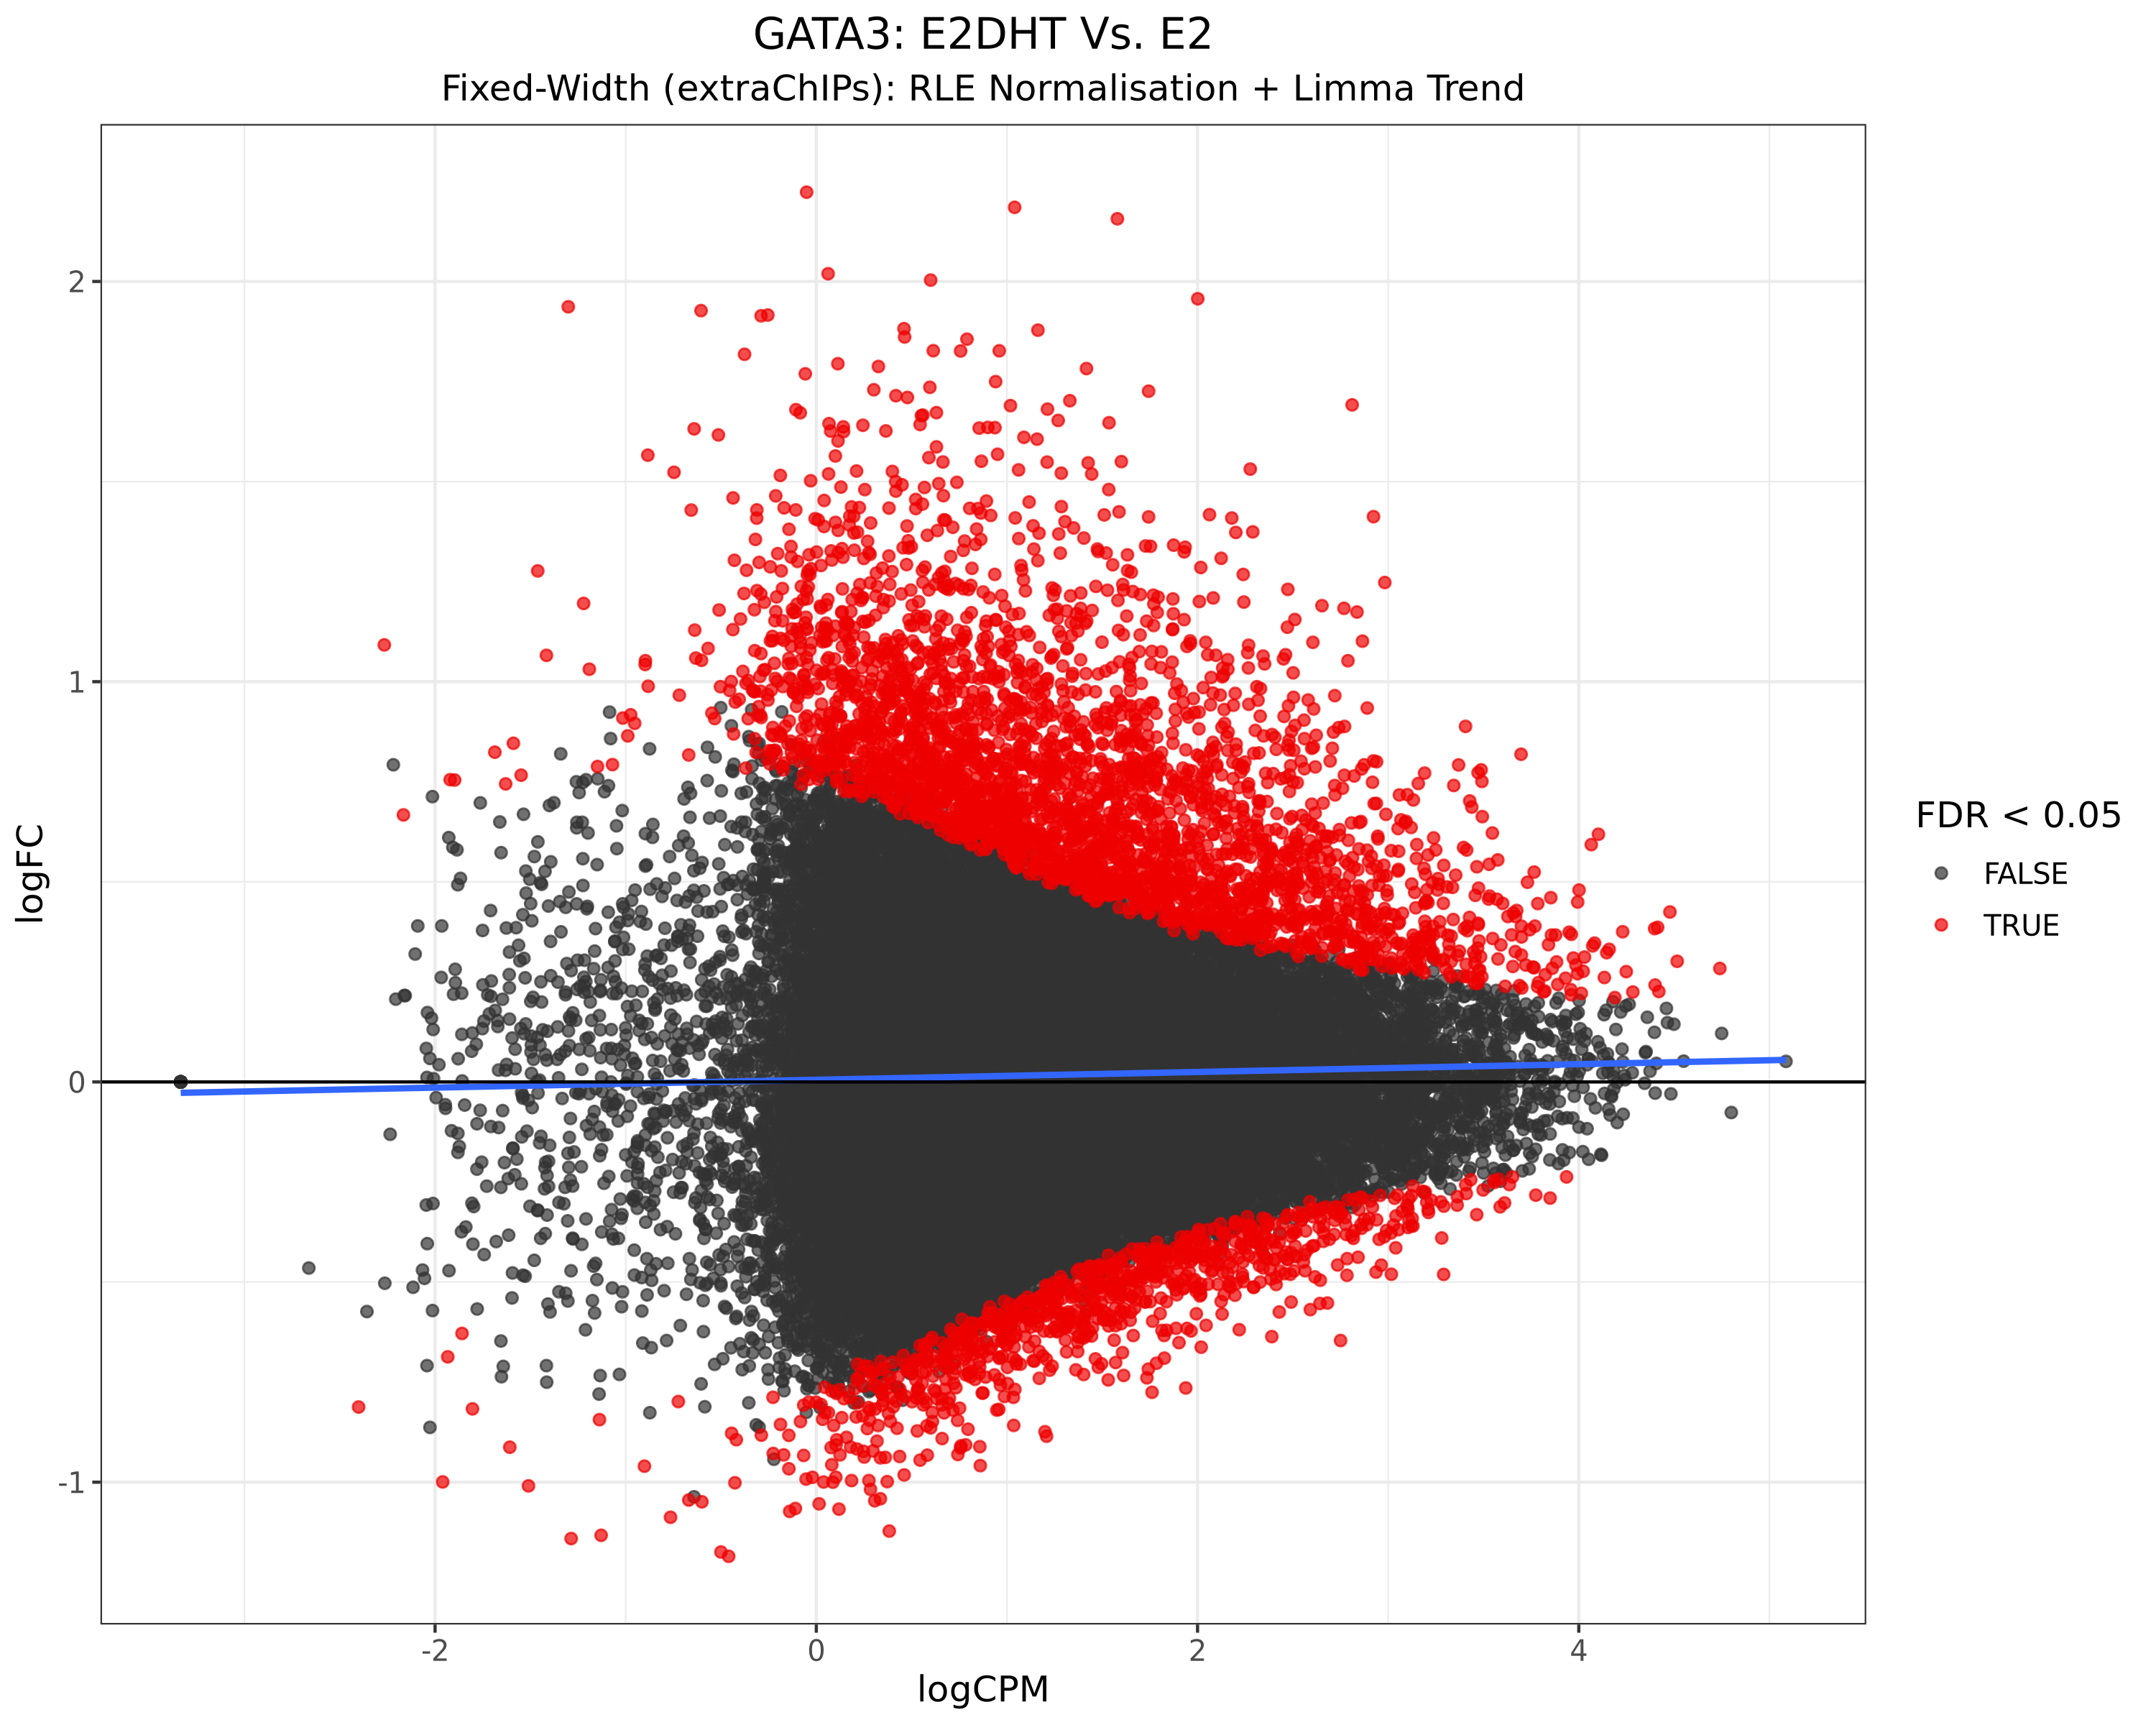 GATA3: E2DHT Vs. E2
Fixed-Width (extraChIPs): RLE Normalisation + Limma Trend
logFC
2
1
0
-1
-2
0
2
4
logCPM
FDR < 0.05
FALSE
TRUE